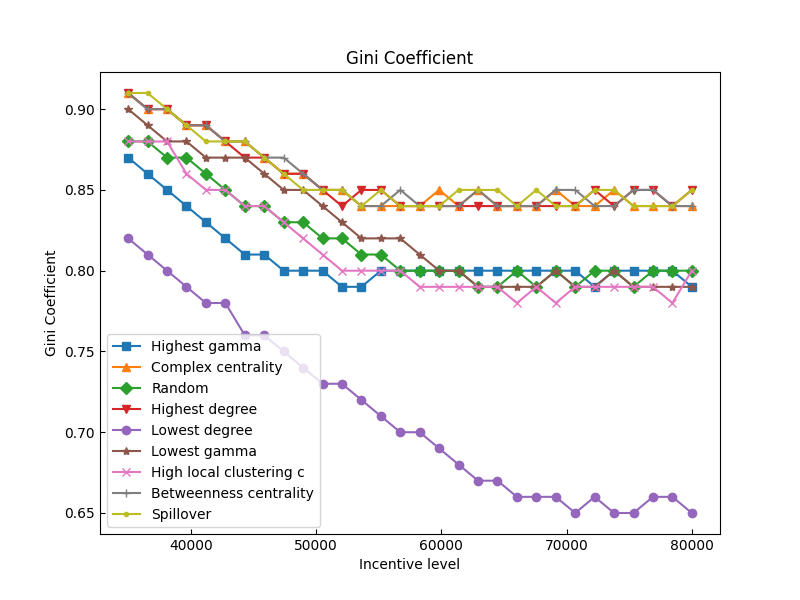 Gini Coefficient
Gini Coefficient
0.90
0.85
0.80
0.75
0.70
0.65
Highest gamma
Complex centrality
Random
Highest degree
Lowest degree
Lowest gamma
High local clustering c
Betweenness centrality
Spillover
40000 50000 60000 70000 80000
Incentive level